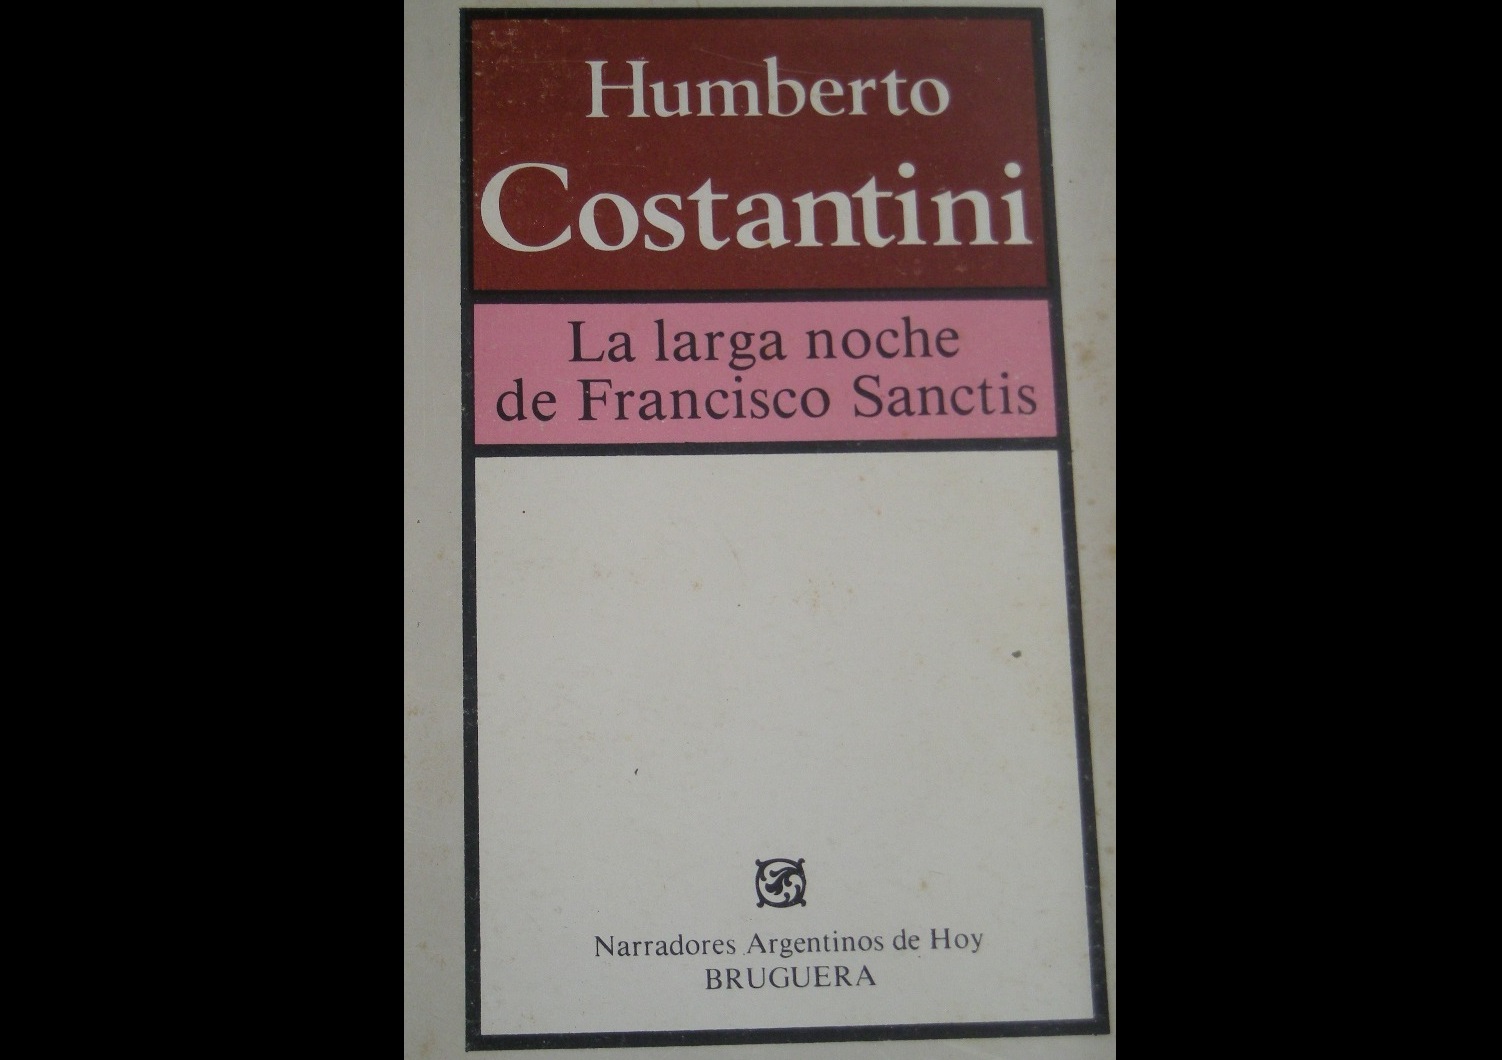 Humberto
Costantini
La larga noche
de Francisco Sanctis
Narradores Argentinos de Hoy
BRUGUERA